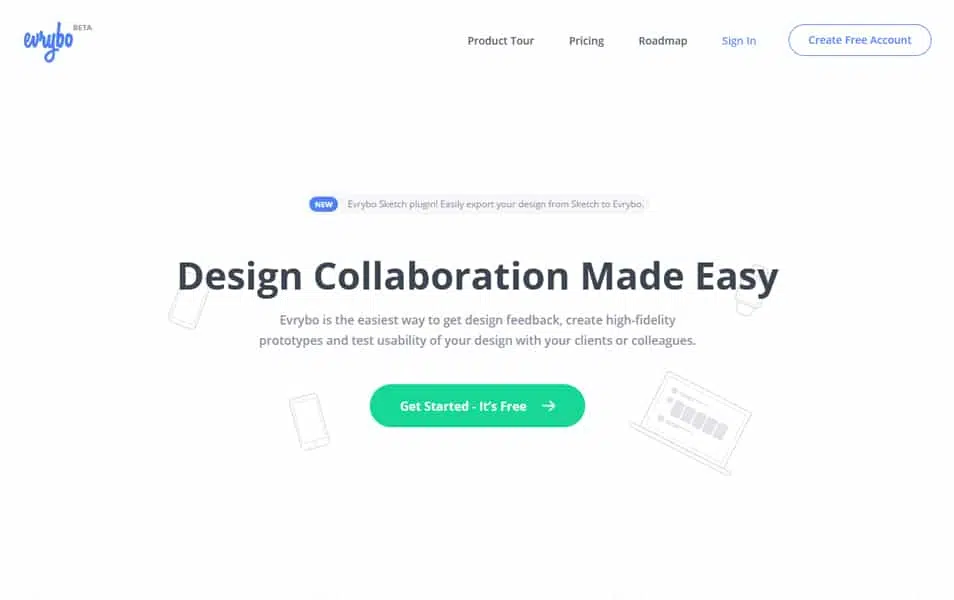 evrybo BETA
Product Tour
Pricing
Roadmap
Sign In
Create Free Account
NEW Evrybo Sketch plugin! Easily export your design from Sketch to Evrybo.
Design Collaboration Made Easy
Evrybo is the easiest way to get design feedback, create high-fidelity
prototypes and test usability of your design with your clients or colleagues.
Get Started - It's Free